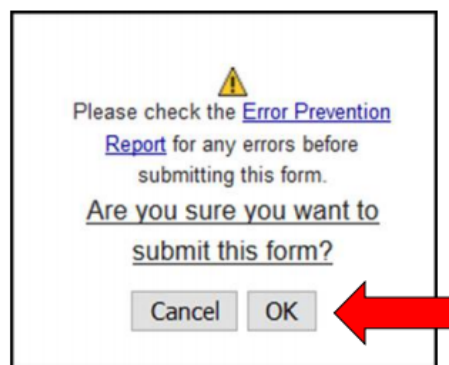 Please check the Error Prevention
Report for any errors before
submitting this form.
Are you sure you want to
submit this form?
Cancel OK